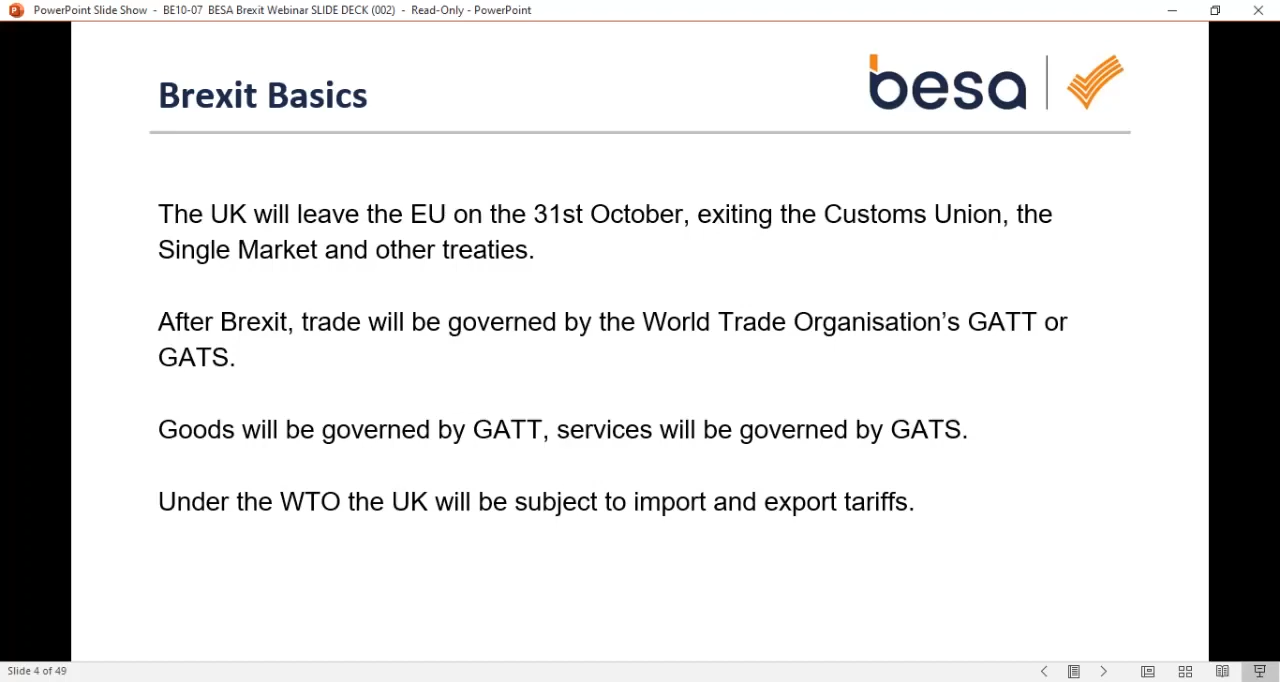 PowerPoint Slide Show - BE10-07 BESA Brexit Webinar SLIDE DECK (002) - Read-Only - PowerPoint
Brexit Basics
besa
The UK will leave the EU on the 31st October, exiting the Customs Union, the
Single Market and other treaties.
After Brexit, trade will be governed by the World Trade Organisation’s GATT or
GATS.
Goods will be governed by GATT, services will be governed by GATS.
Under the WTO the UK will be subject to import and export tariffs.
Slide 4 of 49